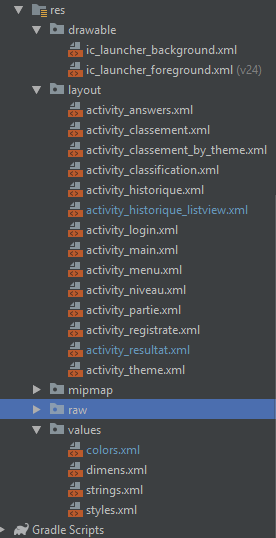 res
drawable
ic_launcher_background.xml
ic_launcher_foreground.xml (v24)
layout
activity_answers.xml
activity_classement.xml
activity_classement_by_theme.xml
activity_classification.xml
activity_historique.xml
activity_historique_listview.xml
activity_login.xml
activity_main.xml
activity_menu.xml
activity_niveau.xml
activity_partie.xml
activity_registrate.xml
activity_resultat.xml
activity_theme.xml
mipmap
raw
values
colors.xml
dimens.xml
strings.xml
styles.xml
Gradle Scripts